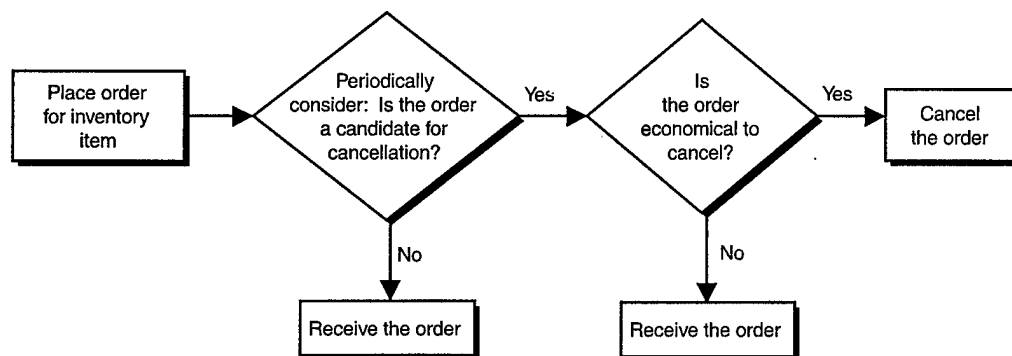 Place order
for inventory
item
Periodically
consider: Is the order
a candidate for
cancellation?
Yes
Is
the order
economical to
cancel?
Yes
Cancel
the order
No
No
Receive the order
Receive the order